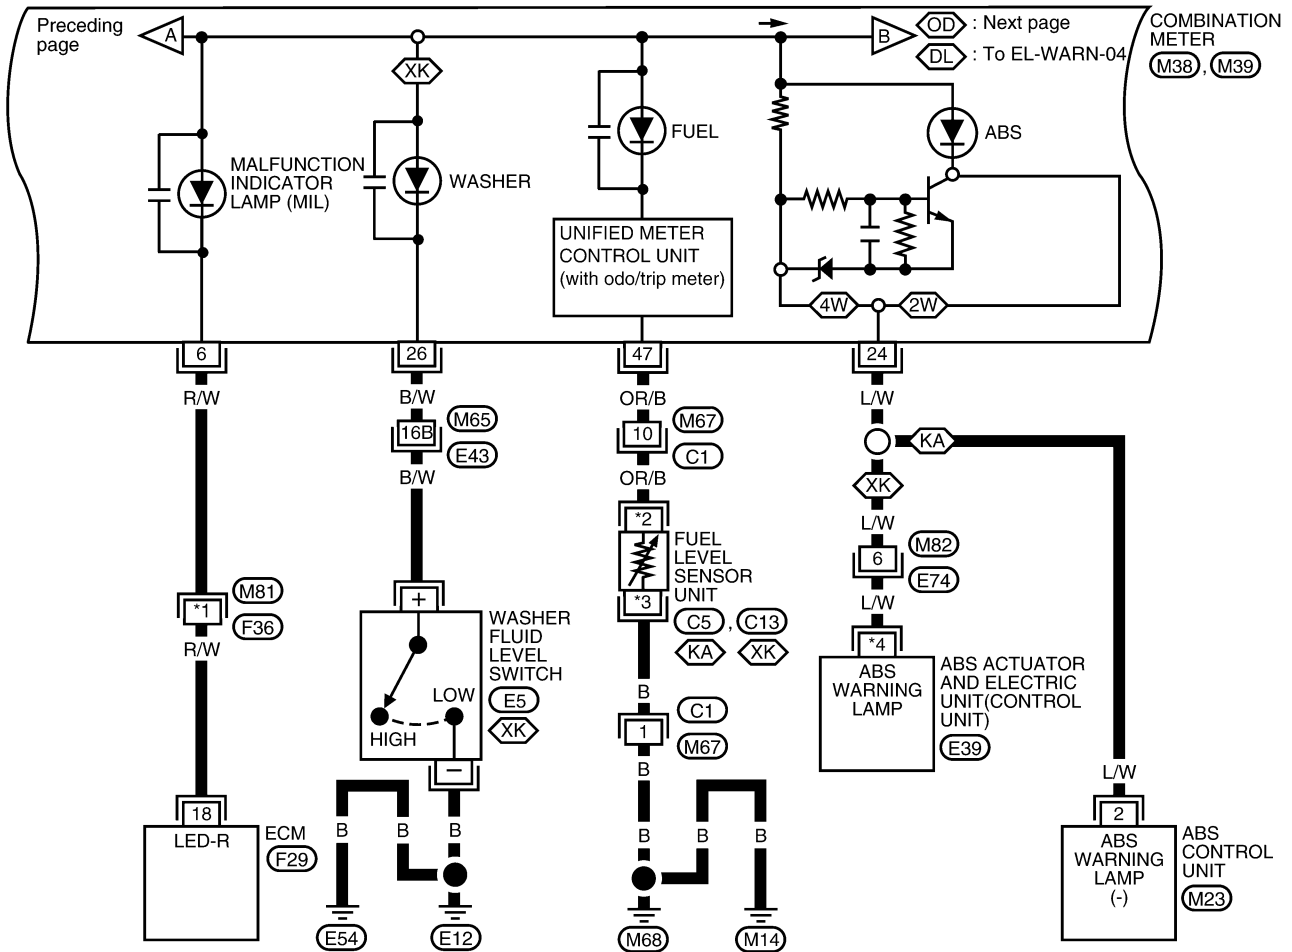 Preceding
page
A
B
OD : Next page
DL : To EL-WARN-04
COMBINATION
METER
M38 , M39
XK
MALFUNCTION
INDICATOR
LAMP (MIL)
WASHER
FUEL
ABS
UNIFIED METER
CONTROL UNIT
(with odo/trip meter)
4W
2W
6
26
47
24
R/W
B/W
OR/B
L/W
16B
M65
E43
10
M67
C1
KA
B/W
OR/B
XK
L/W
*2
FUEL
LEVEL
SENSOR
UNIT
*3
C5 , C13
KA
XK
6
M82
E74
L/W
*4
ABS
WARNING
LAMP
ABS ACTUATOR
AND ELECTRIC
UNIT(CONTROL
UNIT)
E39
*1
M81
F36
R/W
+
WASHER
FLUID
LEVEL
SWITCH
E5
XK
LOW
HIGH
−
B
1
C1
M67
B
L/W
18
LED-R
ECM
F29
B
B
B
B
B
B
2
ABS
WARNING
LAMP
(-)
ABS
CONTROL
UNIT
M23
E54
E12
M68
M14